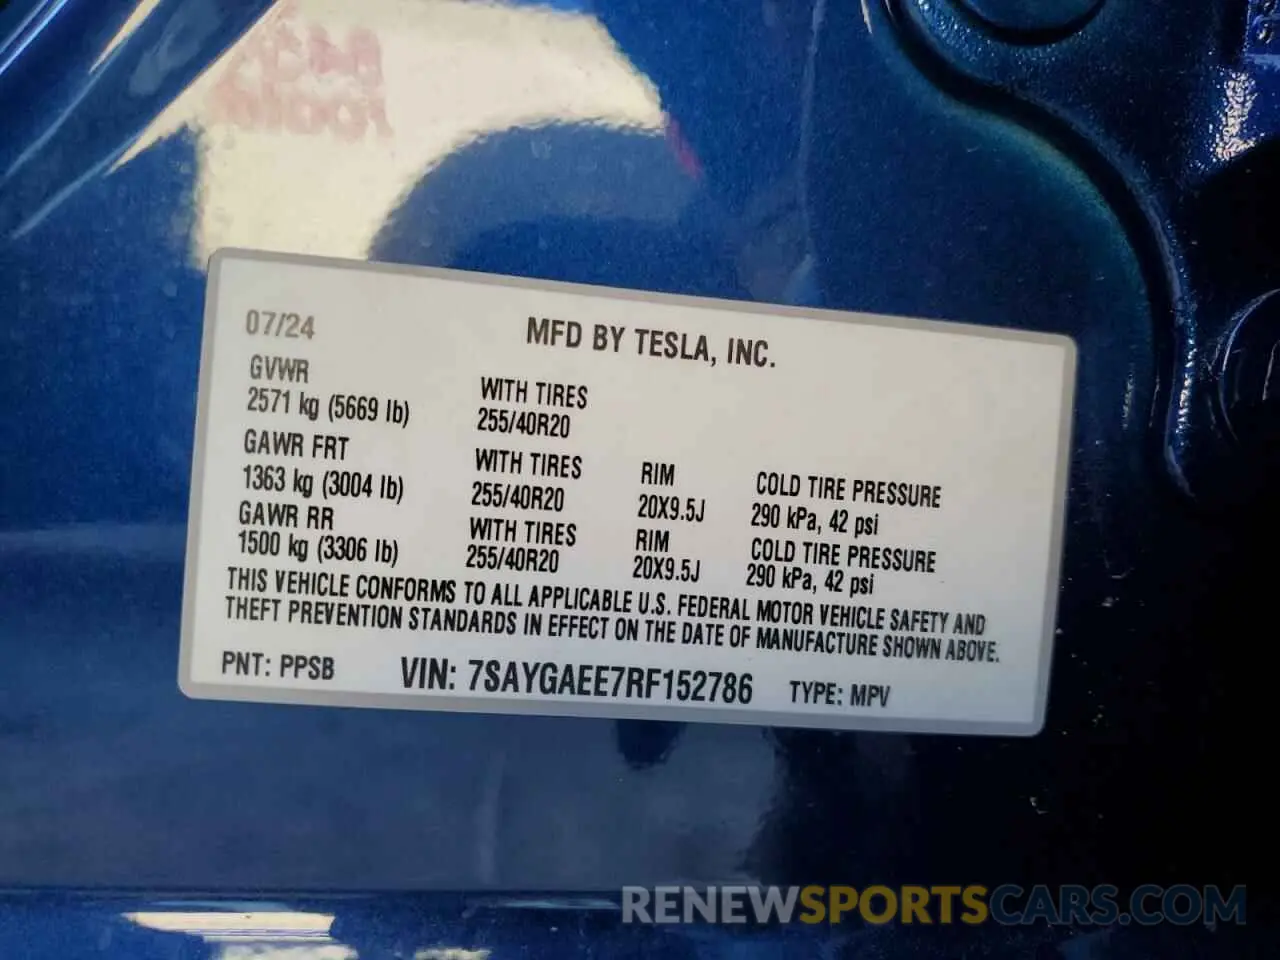 07/24 MFD BY TESLA, INC.
GVWR
2571 kg (5669 lb) WITH TIRES
255/40R20
GAWR FRT
1363 kg (3004 lb) WITH TIRES
255/40R20 RIM
20X9.5J COLD TIRE PRESSURE
290 kPa, 42 psi
GAWR RR
1500 kg (3306 lb) WITH TIRES
255/40R20 RIM
20X9.5J COLD TIRE PRESSURE
290 kPa, 42 psi
THIS VEHICLE CONFORMS TO ALL APPLICABLE U.S. FEDERAL MOTOR VEHICLE SAFETY AND
THEFT PREVENTION STANDARDS IN EFFECT ON THE DATE OF MANUFACTURE SHOWN ABOVE.
PNT: PPSB VIN: 7SAYGAEE7RF152786 TYPE: MPV
RENEWSPORTSCARS.COM